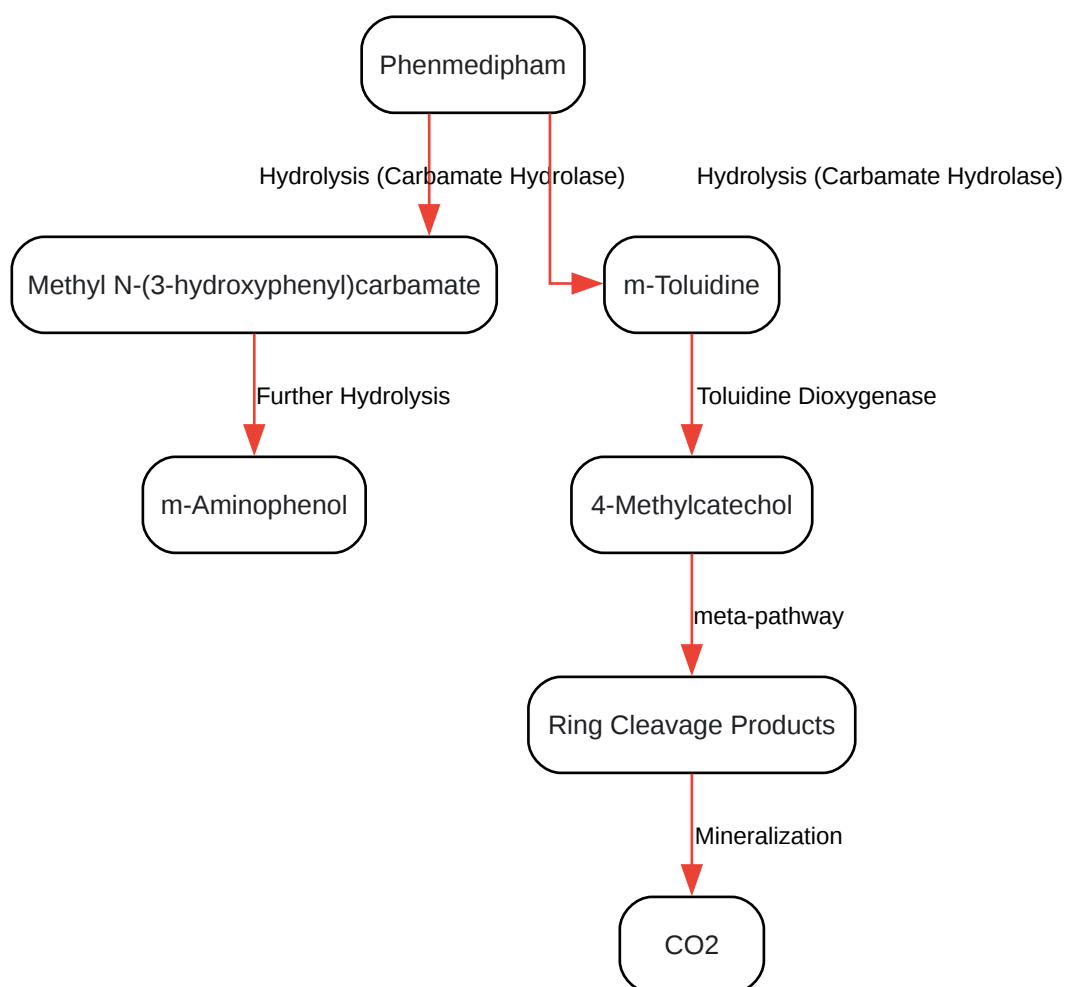 Phenmedipham
Hydrolysis (Carbamate Hydrolase)
Hydrolysis (Carbamate Hydrolase)
Methyl N-(3-hydroxyphenyl)carbamate
m-Toluidine
Further Hydrolysis
Toluidine Dioxygenase
m-Aminophenol
4-Methylcatechol
meta-pathway
Ring Cleavage Products
Mineralization
CO2